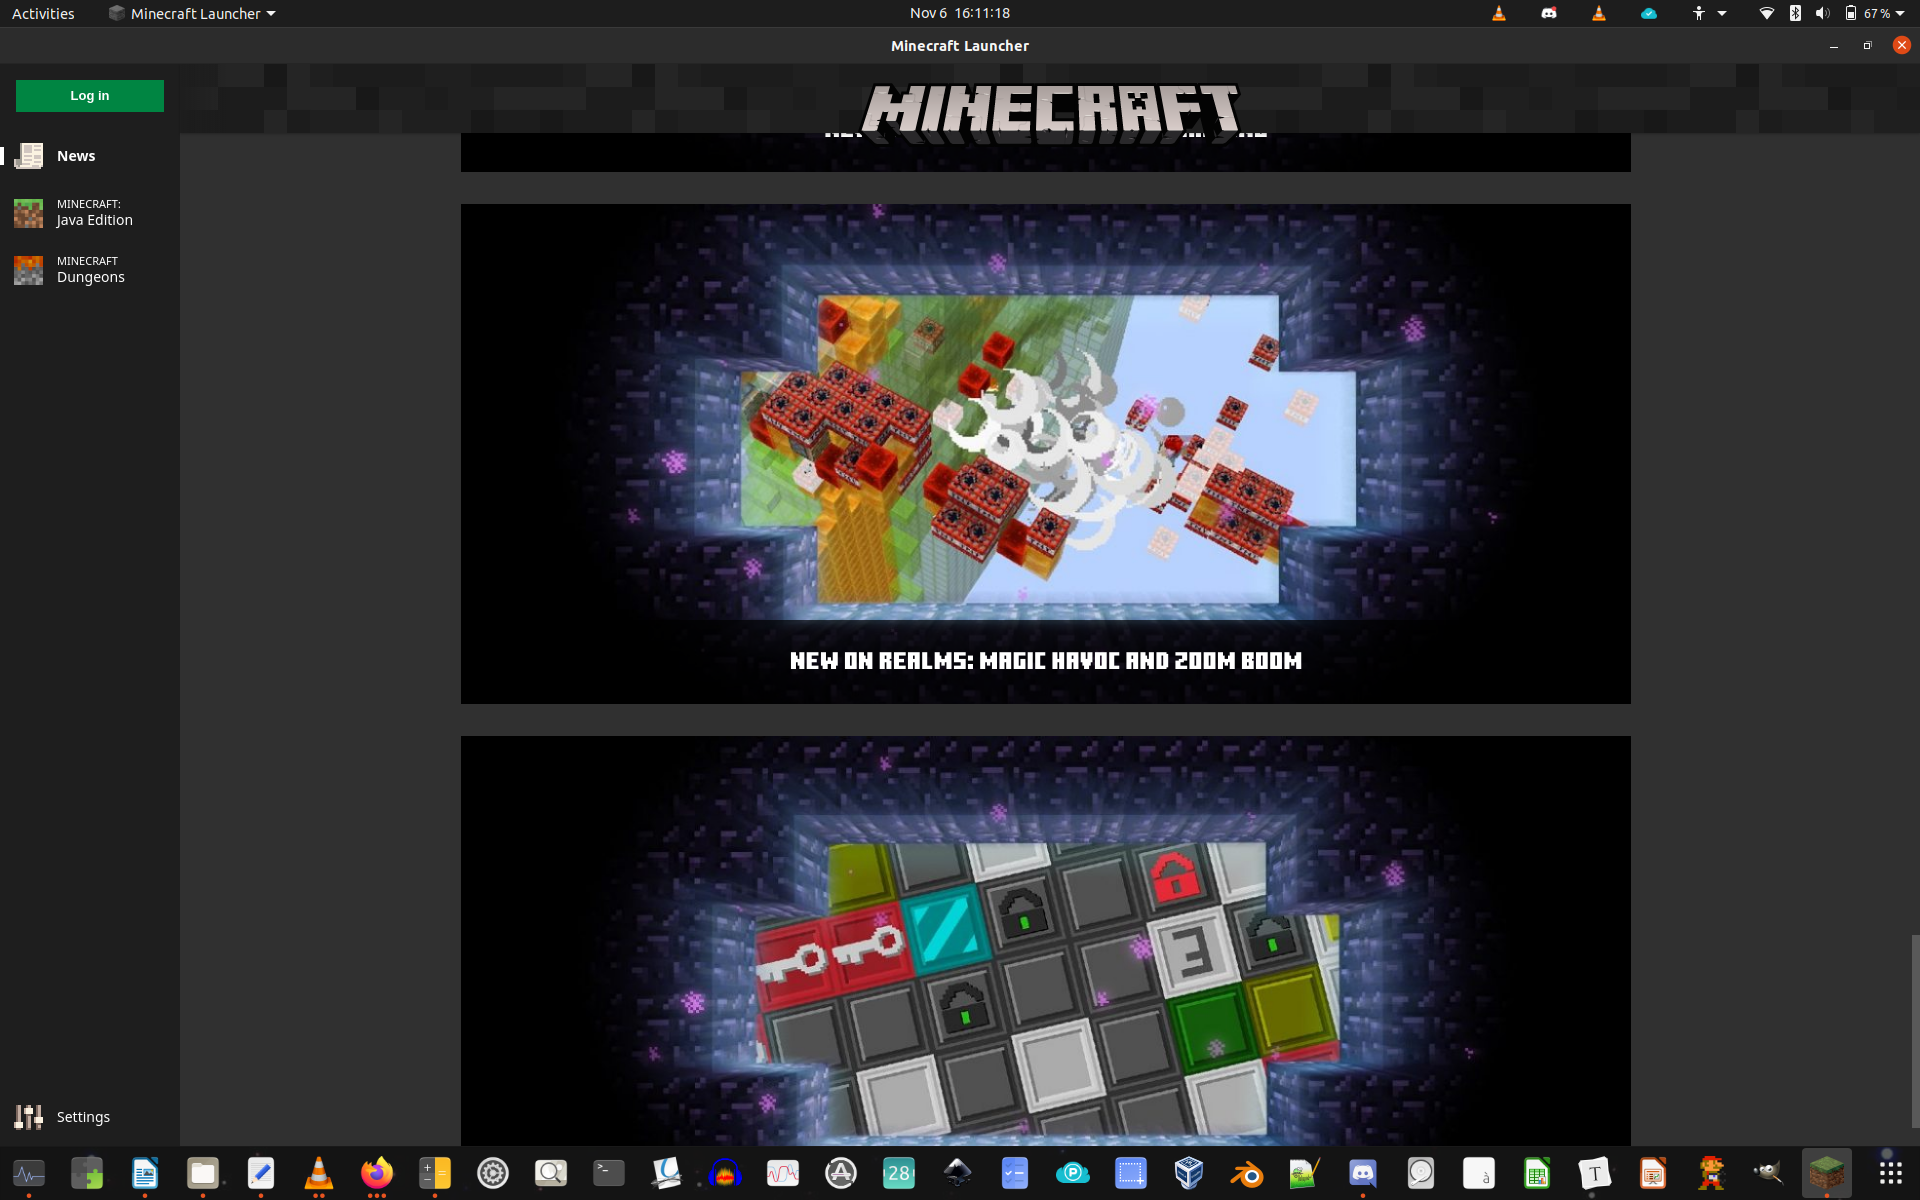 Activities
Minecraft Launcher
Nov 6 16:11:18
67 %
Minecraft Launcher
Log in
MINECRAFT
News
MINECRAFT:
Java Edition
MINECRAFT
Dungeons
NEW ON REALMS: MAGIC HAVOC AND ZOOM BOOM
3
Settings
28
T
à